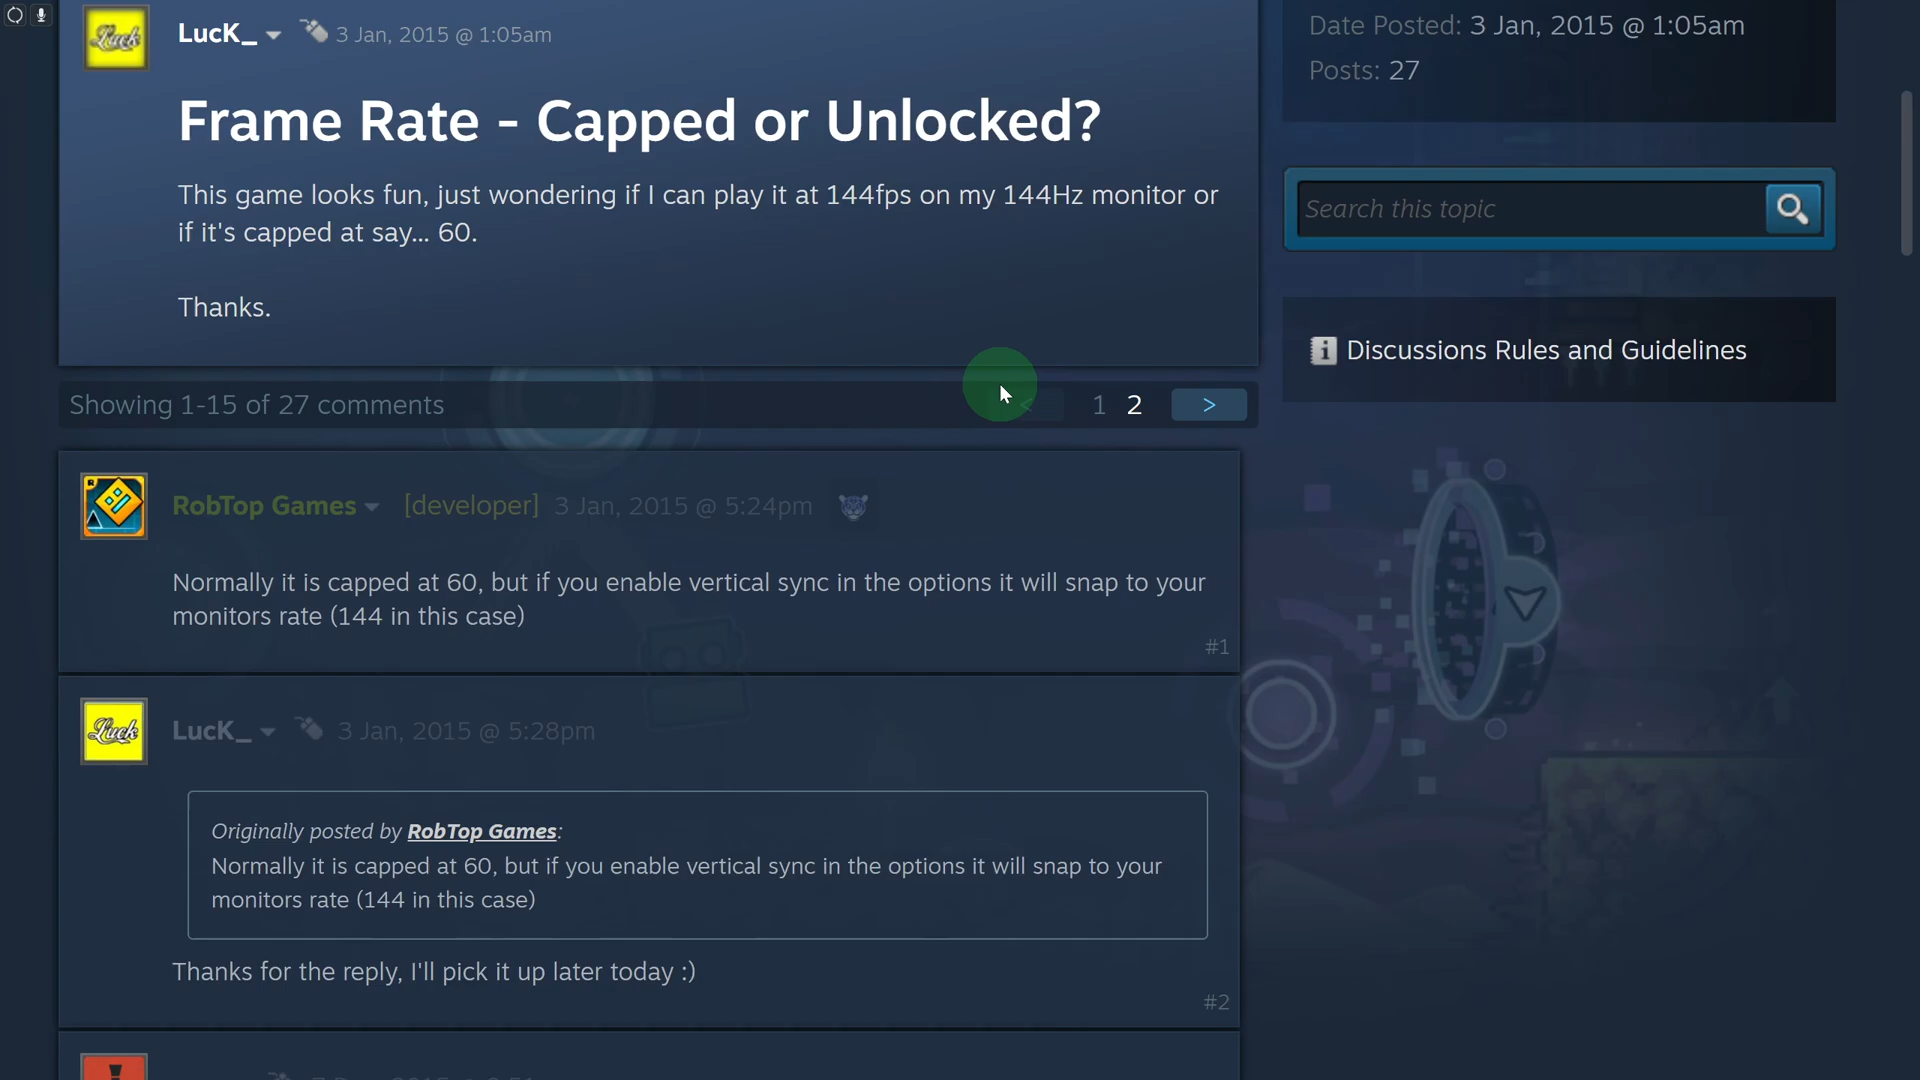 LucK_ 3 Jan, 2015 @ 1:05am
Frame Rate - Capped or Unlocked?
This game looks fun, just wondering if I can play it at 144fps on my 144Hz monitor or
if it's capped at say... 60.
Thanks.
Date Posted: 3 Jan, 2015 @ 1:05am
Posts: 27
Search this topic
Discussions Rules and Guidelines
Showing 1-15 of 27 comments
< 1 2 >
RobTop Games [developer] 3 Jan, 2015 @ 5:24pm
Normally it is capped at 60, but if you enable vertical sync in the options it will snap to your
monitors rate (144 in this case)
#1
Luck
LucK_ 3 Jan, 2015 @ 5:28pm
Originally posted by RobTop Games:
Normally it is capped at 60, but if you enable vertical sync in the options it will snap to your
monitors rate (144 in this case)
Thanks for the reply, I'll pick it up later today :)
#2